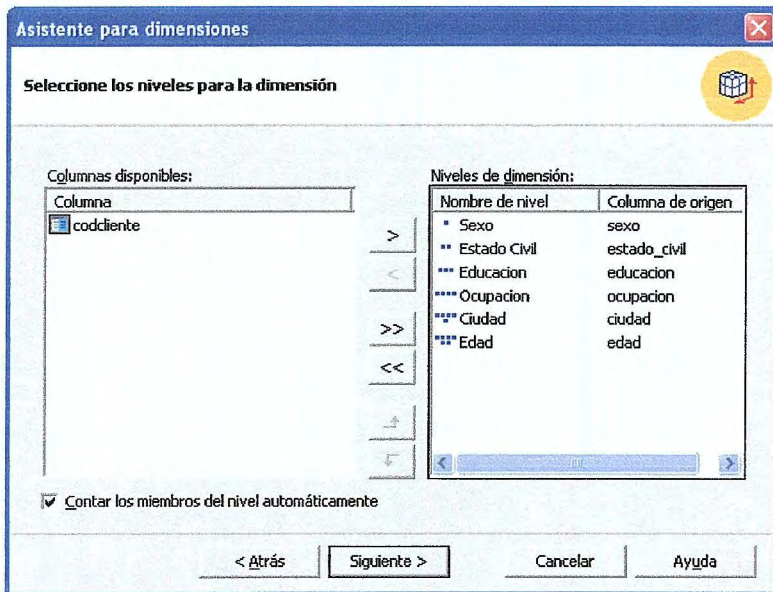 Asistente para dimensiones
Seleccione los niveles para la dimensión
Columnas disponibles:
Columna
codcliente
>
<
>>
<<
Niveles de dimensión:
Nombre de nivel Columna de origen
Sexo sexo
Estado Civil estado_civil
Educacion educacion
Ocupacion ocupacion
Ciudad ciudad
Edad edad
Contar los miembros del nivel automáticamente
< Atrás Siguiente > Cancelar Ayuda